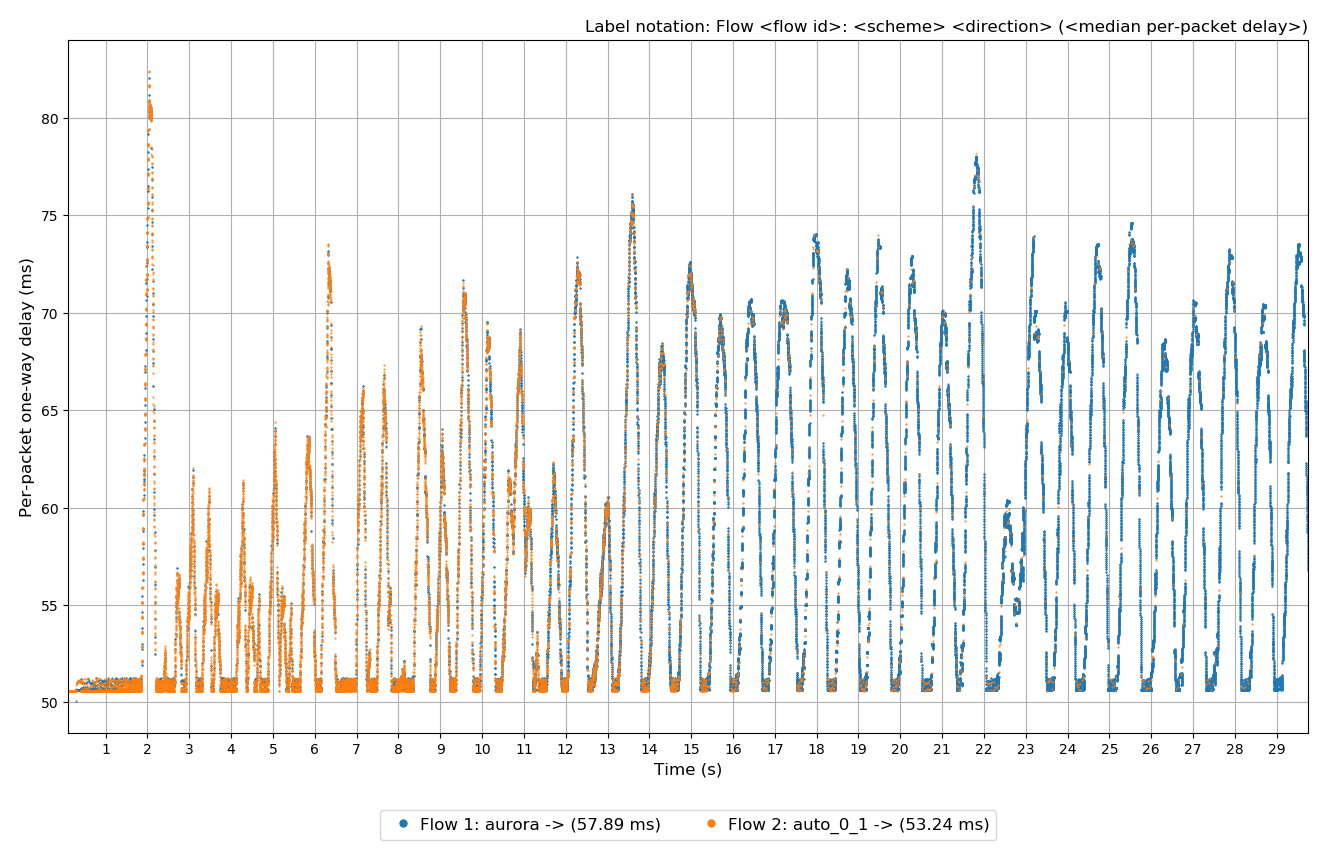 Label notation: Flow <flow id>: <scheme> <direction> (<median per-packet delay>)
Per-packet one-way delay (ms)
80
75
70
65
60
55
50
1 2 3 4 5 6 7 8 9 10 11 12 13 14 15 16 17 18 19 20 21 22 23 24 25 26 27 28 29
Time (s)
Flow 1: aurora -> (57.89 ms) Flow 2: auto_0_1 -> (53.24 ms)